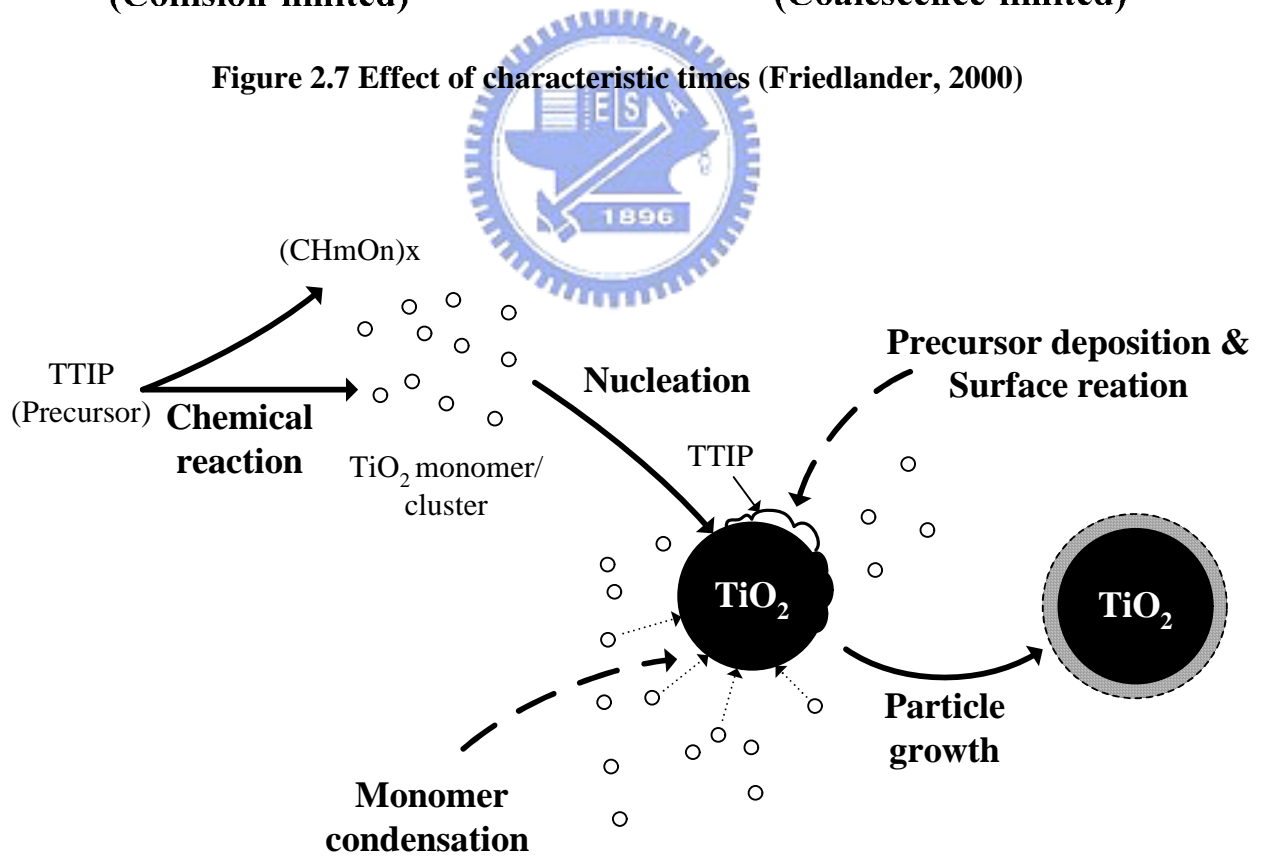 (Collision limited)
(Coalescence limited)
Figure 2.7 Effect of characteristic times (Friedlander, 2000)
ES
A
1896
(CHmOn)x
TTIP
(Precursor)
Chemical
reaction
TiO2 monomer/
cluster
Nucleation
Precursor deposition &
Surface reation
TTIP
TiO2
TiO2
Particle
growth
Monomer
condensation